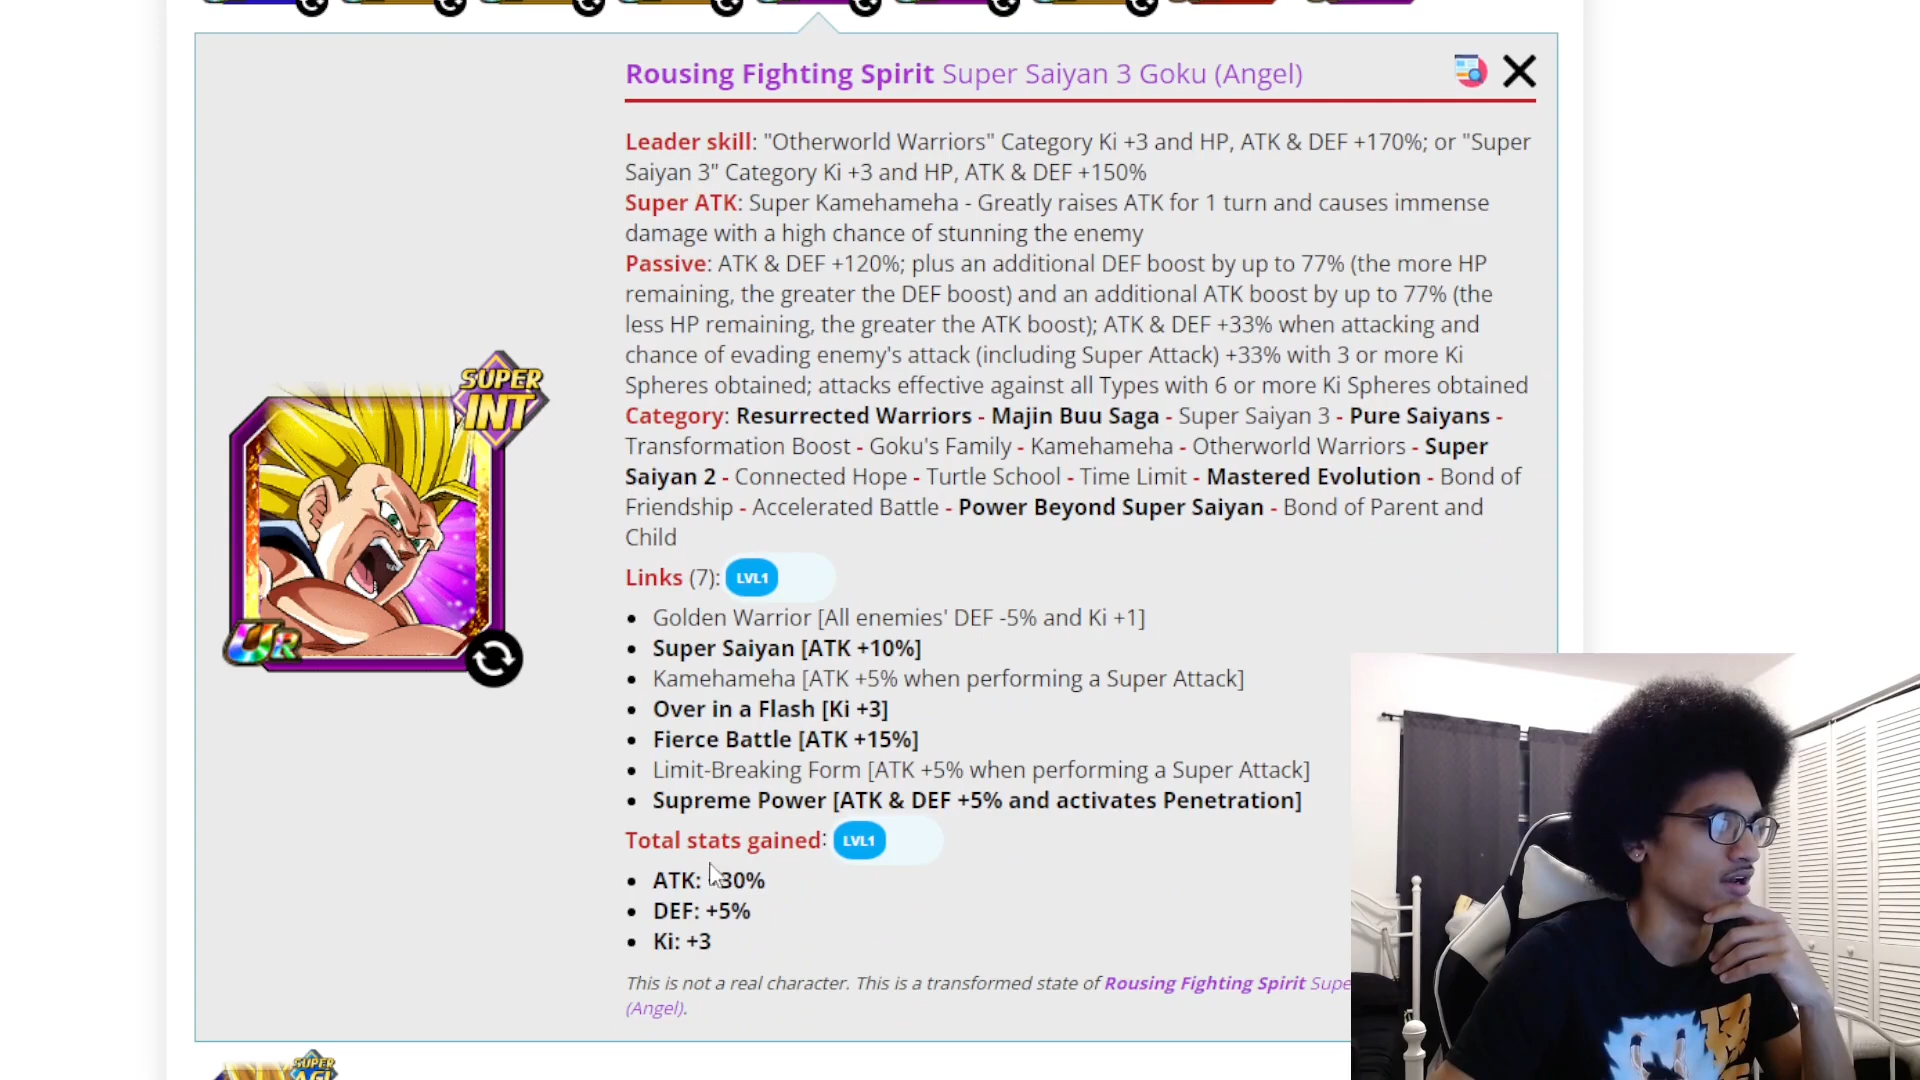 Rousing Fighting Spirit Super Saiyan 3 Goku (Angel)
Leader skill: "Otherworld Warriors" Category Ki +3 and HP, ATK & DEF +170%; or "Super
Saiyan 3" Category Ki +3 and HP, ATK & DEF +150%
Super ATK: Super Kamehameha - Greatly raises ATK for 1 turn and causes immense
damage with a high chance of stunning the enemy
Passive: ATK & DEF +120%; plus an additional DEF boost by up to 77% (the more HP
remaining, the greater the DEF boost) and an additional ATK boost by up to 77% (the
less HP remaining, the greater the ATK boost); ATK & DEF +33% when attacking and
chance of evading enemy's attack (including Super Attack) +33% with 3 or more Ki
Spheres obtained; attacks effective against all Types with 6 or more Ki Spheres obtained
Category: Resurrected Warriors - Majin Buu Saga - Super Saiyan 3 - Pure Saiyans -
Transformation Boost - Goku's Family - Kamehameha - Otherworld Warriors - Super
Saiyan 2 - Connected Hope - Turtle School - Time Limit - Mastered Evolution - Bond of
Friendship - Accelerated Battle - Power Beyond Super Saiyan - Bond of Parent and
Child
SUPER
INT
UR
Links (7): LVL1
Golden Warrior [All enemies' DEF -5% and Ki +1]
Super Saiyan [ATK +10%]
Kamehameha [ATK +5% when performing a Super Attack]
Over in a Flash [Ki +3]
Fierce Battle [ATK +15%]
Limit-Breaking Form [ATK +5% when performing a Super Attack]
Supreme Power [ATK & DEF +5% and activates Penetration]
Total stats gained: LVL1
ATK: 30%
DEF: +5%
Ki: +3
This is not a real character. This is a transformed state of Rousing Fighting Spirit Supe
(Angel).
SUPER
AGL